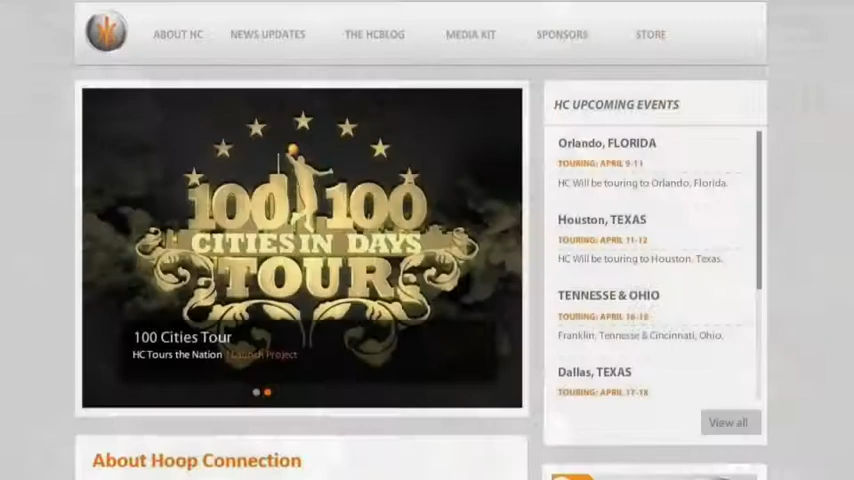 ABOUT HC
NEWS UPDATES
THE HCBLOG
MEDIA KIT
SPONSORS
STORE
100 100
CITIES IN DAYS
TOUR
100 Cities Tour
HC Tours the Nation / Launch Project
HC UPCOMING EVENTS
Orlando, FLORIDA
TOURING: APRIL 9-11
HC Will be touring to Orlando, Florida.
Houston, TEXAS
TOURING: APRIL 11-12
HC Will be touring to Houston, Texas.
TENNESSE & OHIO
TOURING: APRIL 16-18
Franklin, Tennesse & Cincinnati, Ohio.
Dallas, TEXAS
TOURING: APRIL 17-18
View all
About Hoop Connection